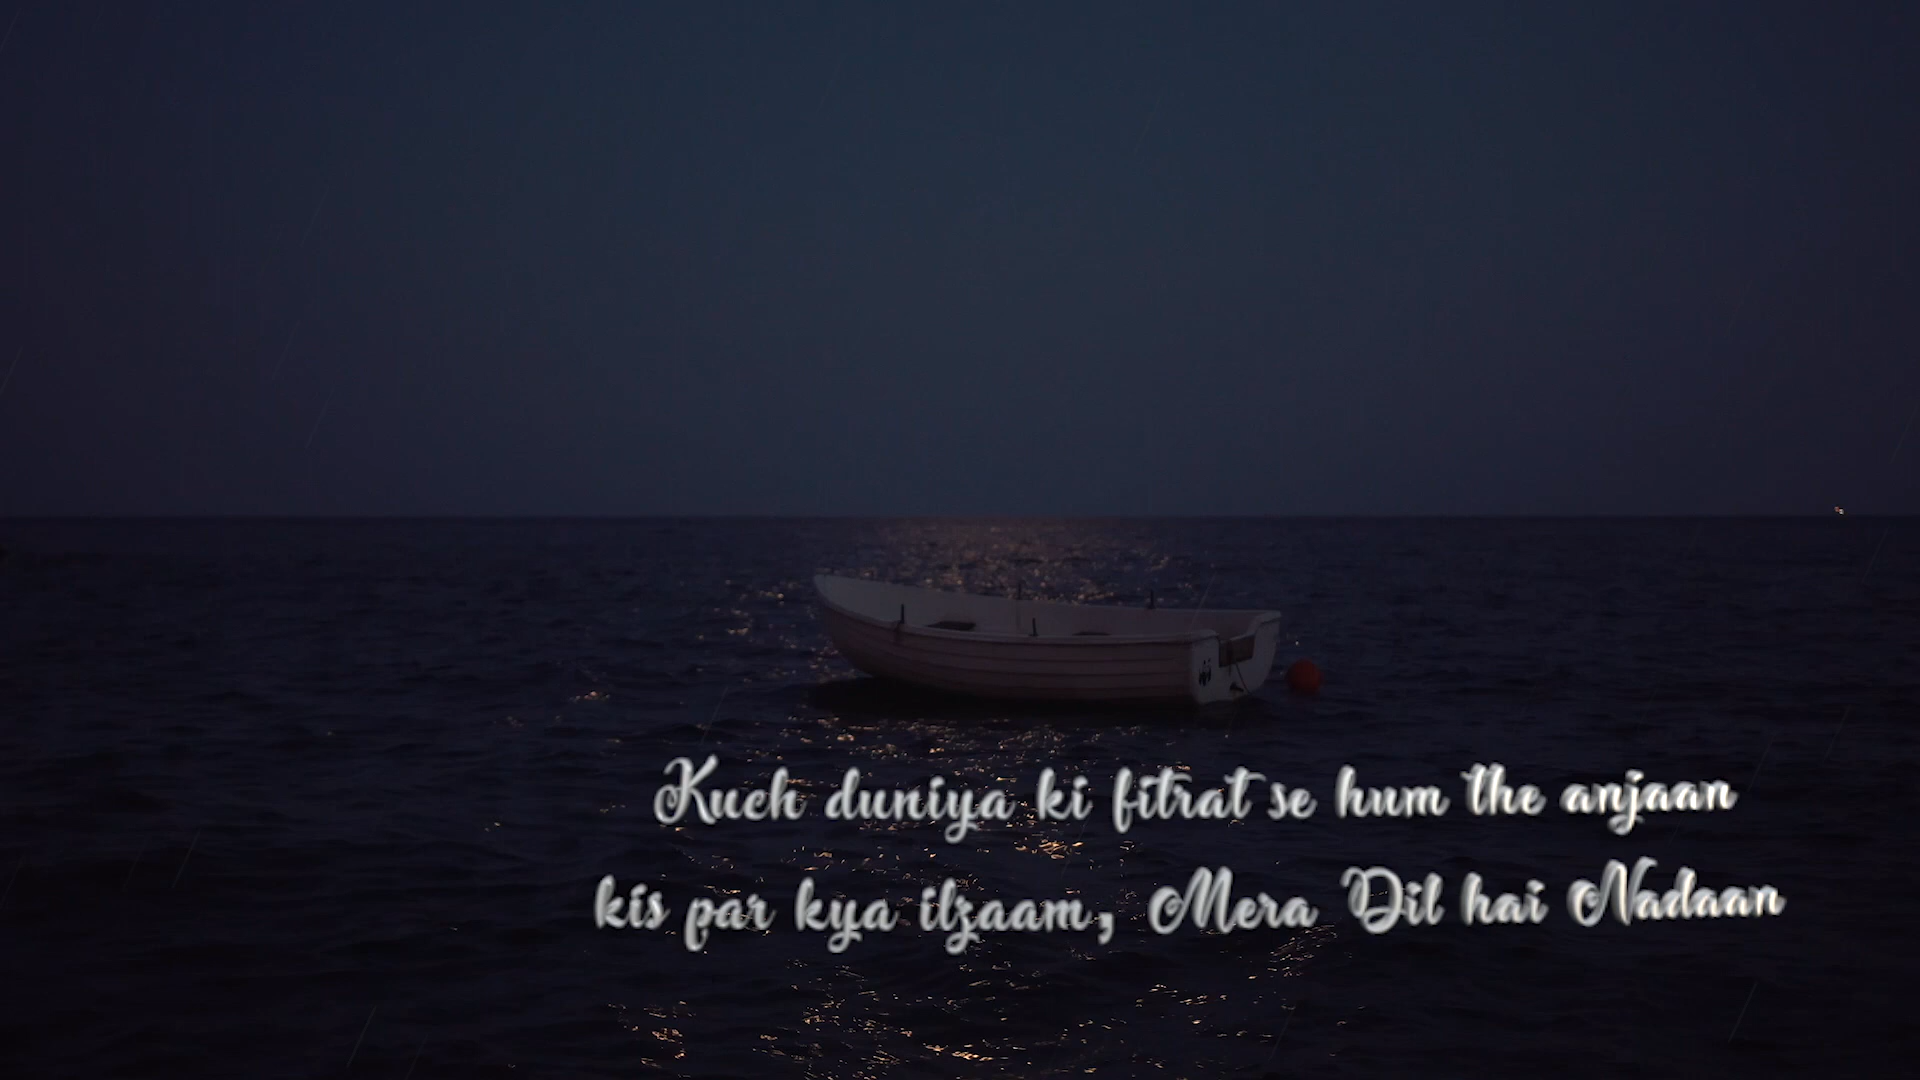 Kuch duniya ki fitrat se hum the anjaan
kis par kya ilzaam, Mera Dil hai Nadaan